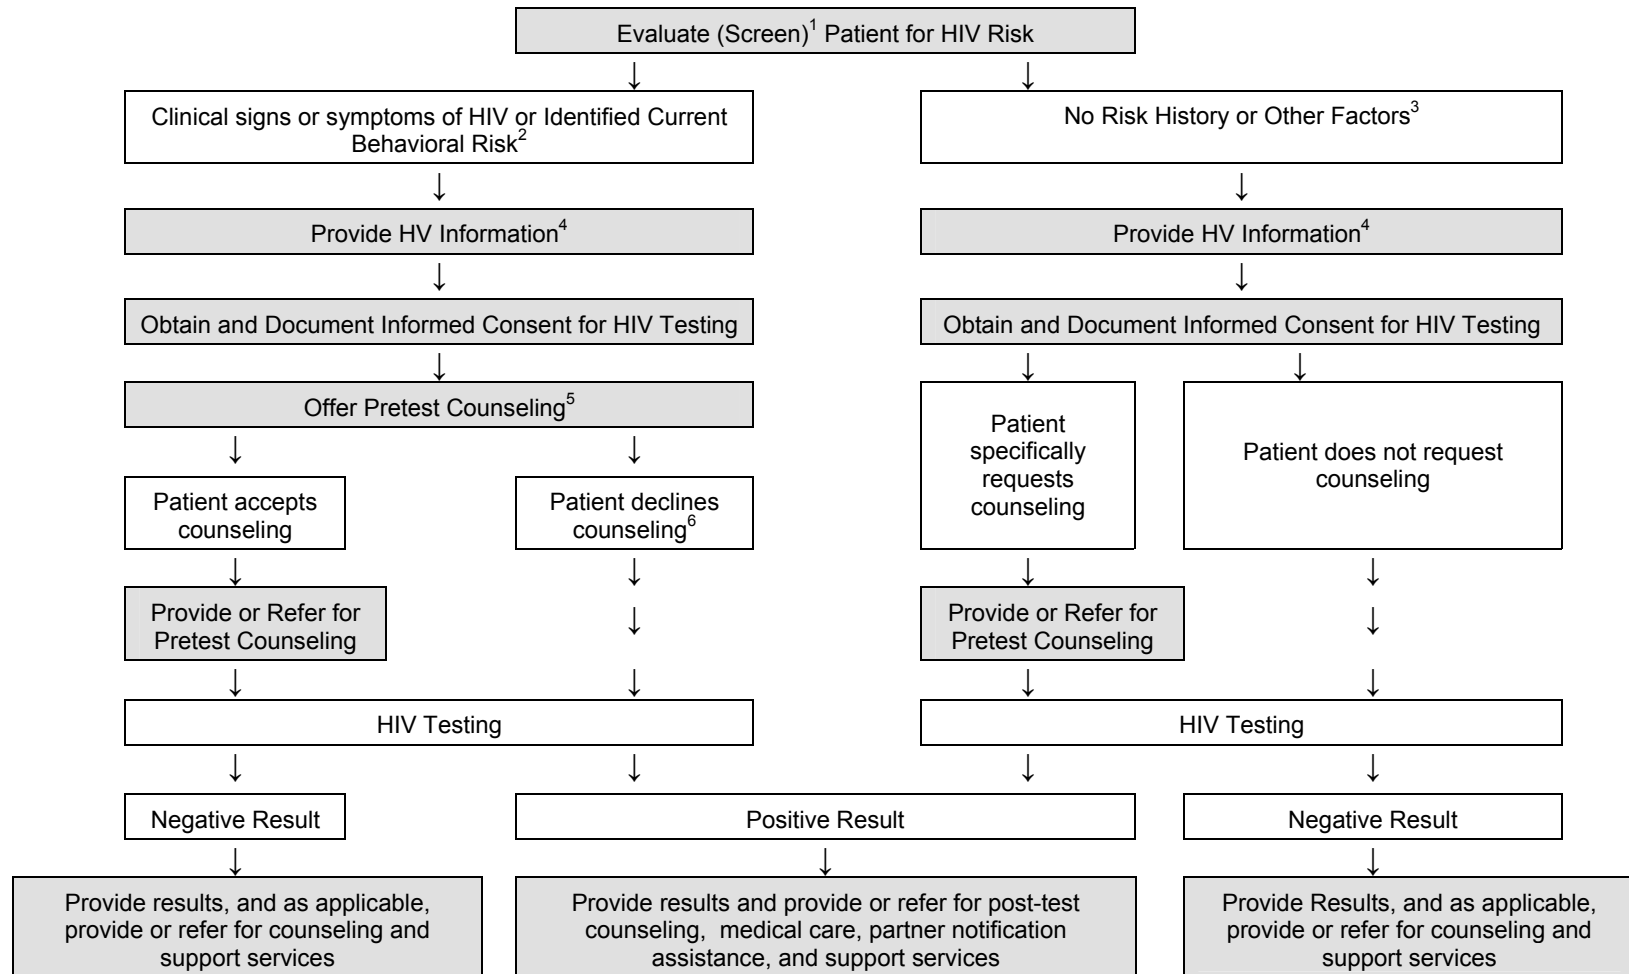 Evaluate (Screen)1 Patient for HIV Risk
↓ ↓
Clinical signs or symptoms of HIV or Identified Current
Behavioral Risk2
No Risk History or Other Factors3
↓ ↓
Provide HV Information4
Provide HV Information4
↓ ↓
Obtain and Document Informed Consent for HIV Testing
Obtain and Document Informed Consent for HIV Testing
↓ ↓ ↓
Offer Pretest Counseling5
↓ ↓
Patient accepts
counseling
Patient declines
counseling6
Patient
specifically
requests
counseling
Patient does not request
counseling
↓ ↓ ↓ ↓
Provide or Refer for
Pretest Counseling
↓
Provide or Refer for
Pretest Counseling
↓
↓ ↓ ↓ ↓
HIV Testing
HIV Testing
↓ ↓ ↓ ↓
Negative Result
Positive Result
Negative Result
↓ ↓ ↓
Provide results, and as applicable,
provide or refer for counseling and
support services
Provide results and provide or refer for post-test
counseling, medical care, partner notification
assistance, and support services
Provide Results, and as applicable,
provide or refer for counseling and
support services